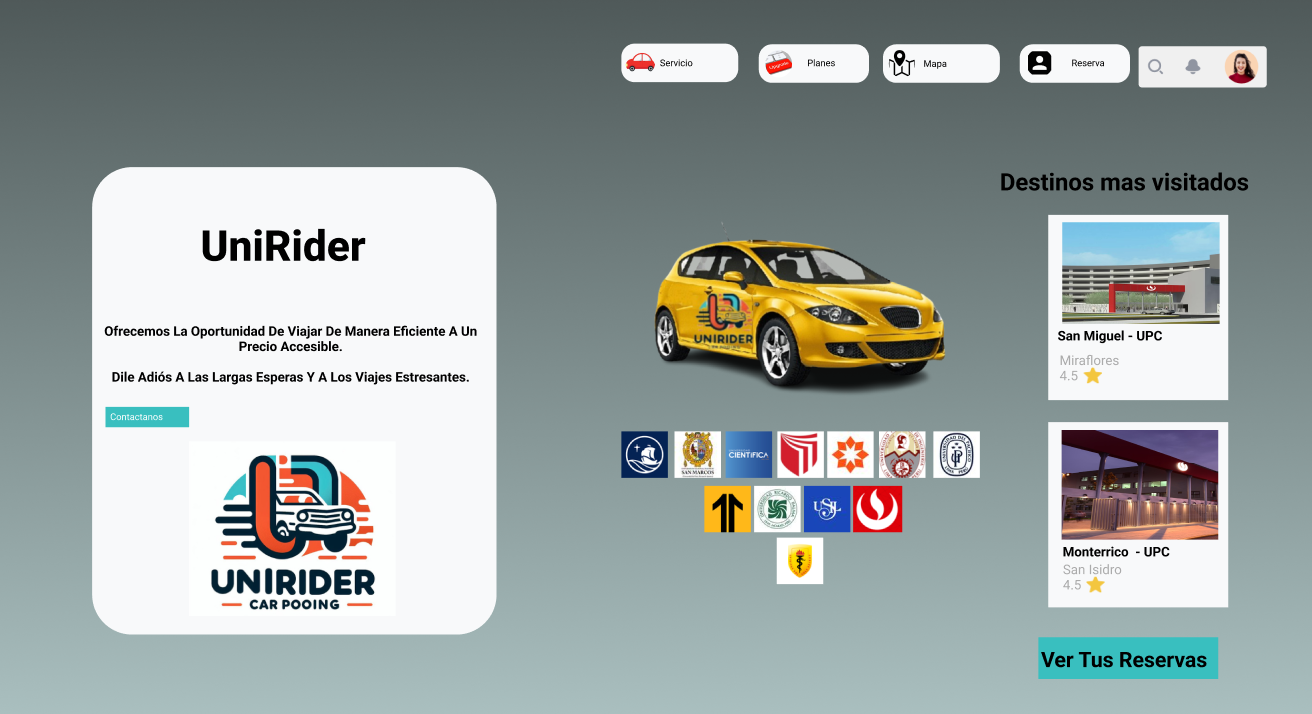 Servicio
Upgrade
Planes
Mapa
Reserva
Destinos mas visitados
UniRider
Ofrecemos La Oportunidad De Viajar De Manera Eficiente A Un
Precio Accesible.
Dile Adiós A Las Largas Esperas Y A Los Viajes Estresantes.
Contactanos
UNIRIDER
CAR POOING
UNIRIDER
SAN MARCOS
CIENTIFICA
USIL
San Miguel - UPC
Miraflores
4.5
Monterrico - UPC
San Isidro
4.5
Ver Tus Reservas